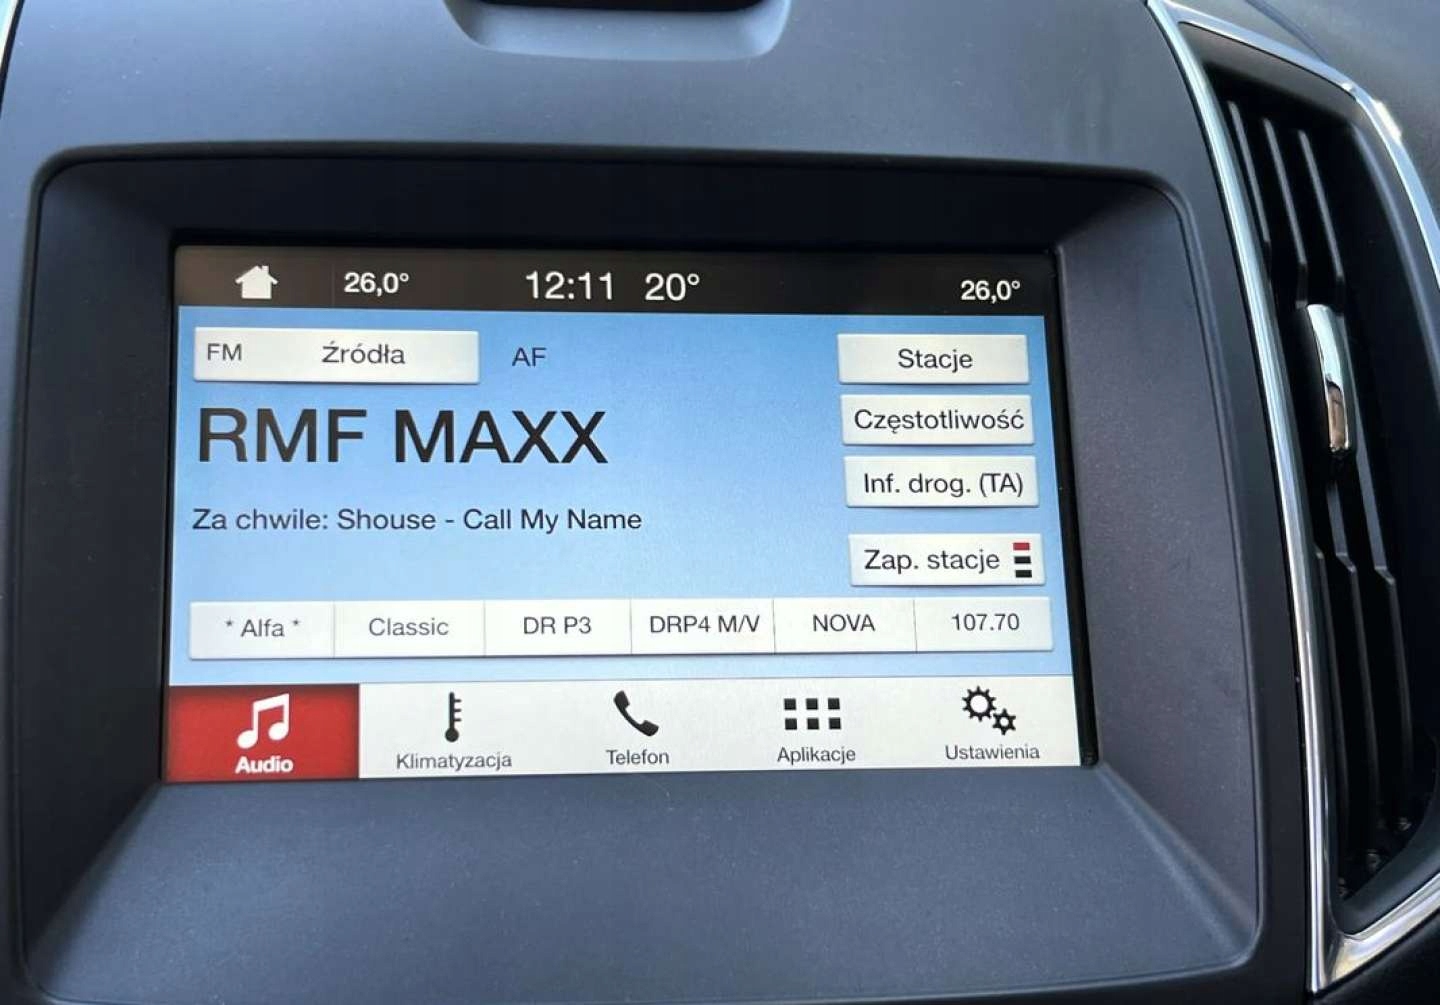 26,0° 12:11 20° 26,0°
FM Źródła AF Stacje
RMF MAXX
Częstotliwość
Inf. drog. (TA)
Za chwile: Shouse - Call My Name
Zap. stacje
* Alfa * Classic DR P3 DRP4 M/V NOVA 107.70
Audio Klimatyzacja Telefon Aplikacje Ustawienia